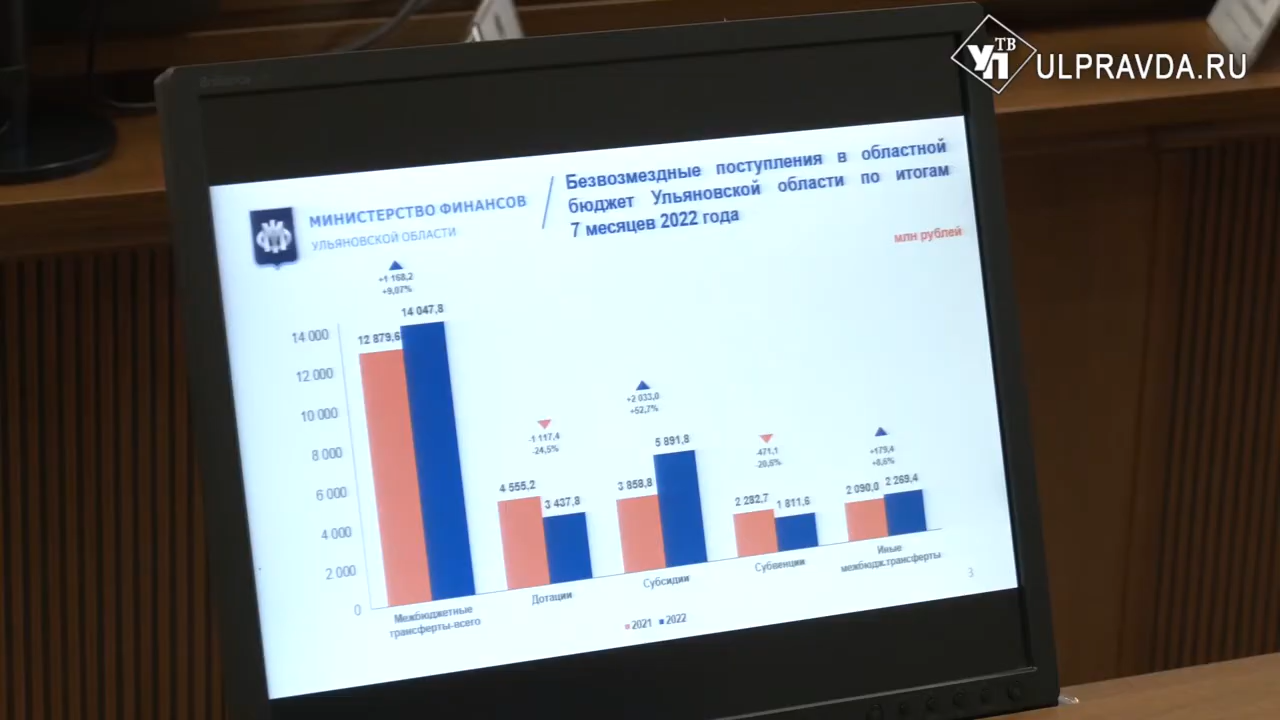 УП ТВ
ULPRAVDA.RU
МИНИСТЕРСТВО ФИНАНСОВ
УЛЬЯНОВСКОЙ ОБЛАСТИ
Безвозмездные поступления в областной
бюджет Ульяновской области по итогам
7 месяцев 2022 года
млн рублей
+1 168,2
+9,07%
12 879,6
14 047,8
-1 117,4
-24,5%
4 555,2
3 437,8
+2 033,0
+52,7%
3 858,8
5 891,8
-471,1
-20,6%
2 282,7
1 811,6
+179,4
+8,6%
2 090,0
2 269,4
14 000
12 000
10 000
8 000
6 000
4 000
2 000
0
Межбюджетные
трансферты-всего
Дотации
Субсидии
Субвенции
Иные
межбюдж.трансферты
2021
2022
3